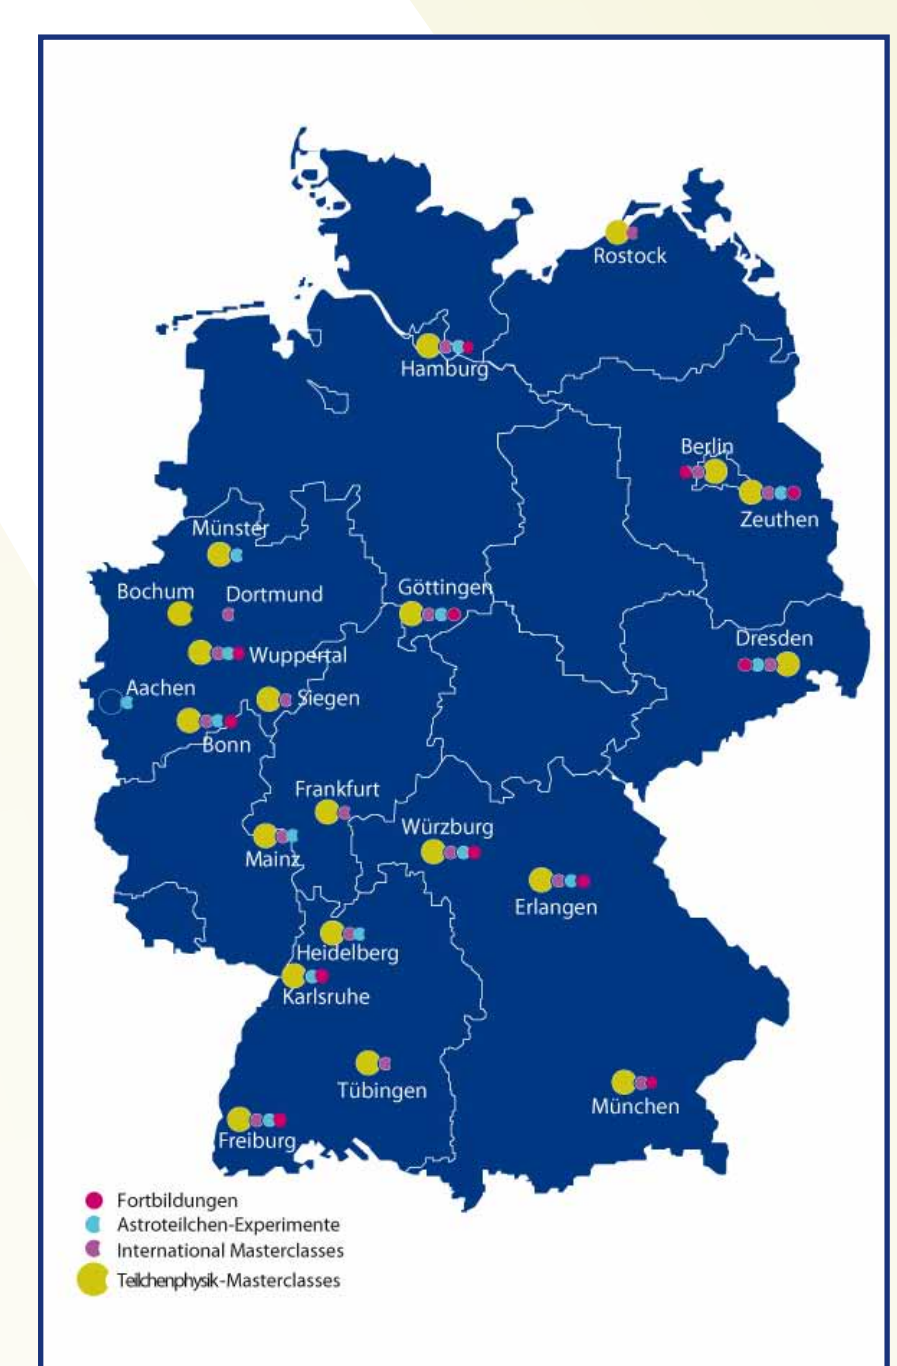 Rostock
Hamburg
Berlin
Zeuthen
Münster
Bochum
Dortmund
Göttingen
Dresden
Wuppertal
Aachen
Siegen
Bonn
Frankfurt
Würzburg
Mainz
Erlangen
Heidelberg
Karlsruhe
Tübingen
München
Freiburg
Fortbildungen
Astroteilchen-Experimente
International Masterclasses
Teilchenphysik-Masterclasses